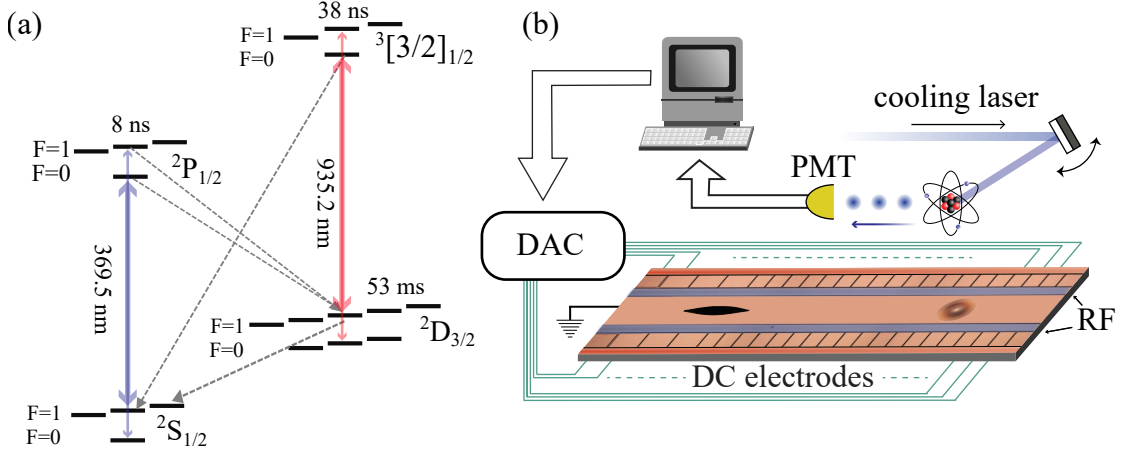 (a)
38 ns
F=1
F=0
³[3/2]₁/₂
8 ns
F=1
F=0
²P₁/₂
369.5 nm
935.2 nm
53 ms
F=1
F=0
²D₃/₂
F=1
F=0
²S₁/₂
(b)
cooling laser
PMT
DAC
RF
DC electrodes